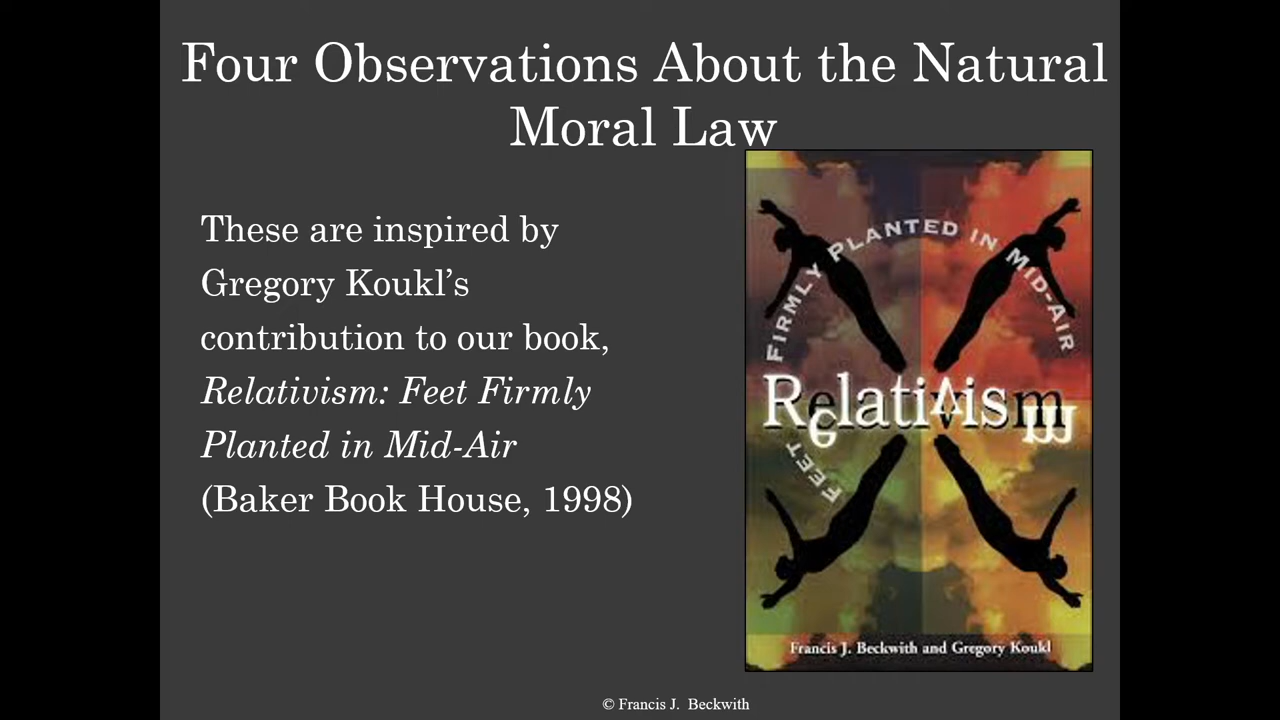 Four Observations About the Natural
Moral Law
These are inspired by
Gregory Koukl’s
contribution to our book,
Relativism: Feet Firmly
Planted in Mid-Air
(Baker Book House, 1998)
FEET FIRMLY PLANTED IN MID-AIR
Relativism
Francis J. Beckwith and Gregory Koukl
© Francis J. Beckwith